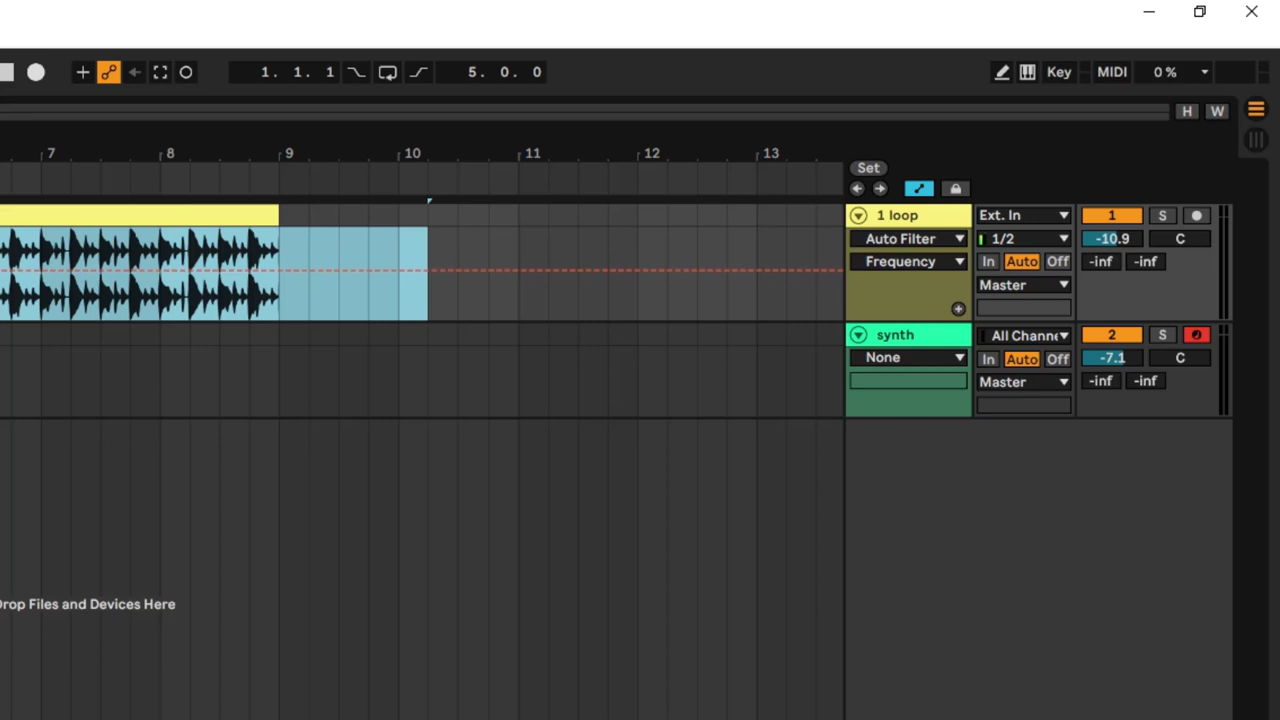 1. 1. 1 5. 0. 0 Key MIDI 0 %
H W
7 8 9 10 11 12 13
Set
1 loop Ext. In 1 S
Auto Filter 1/2 -10.9 C
Frequency In Auto Off -inf -inf
Master
synth All Channe 2 S
None In Auto Off -7.1 C
Master -inf -inf
Drop Files and Devices Here